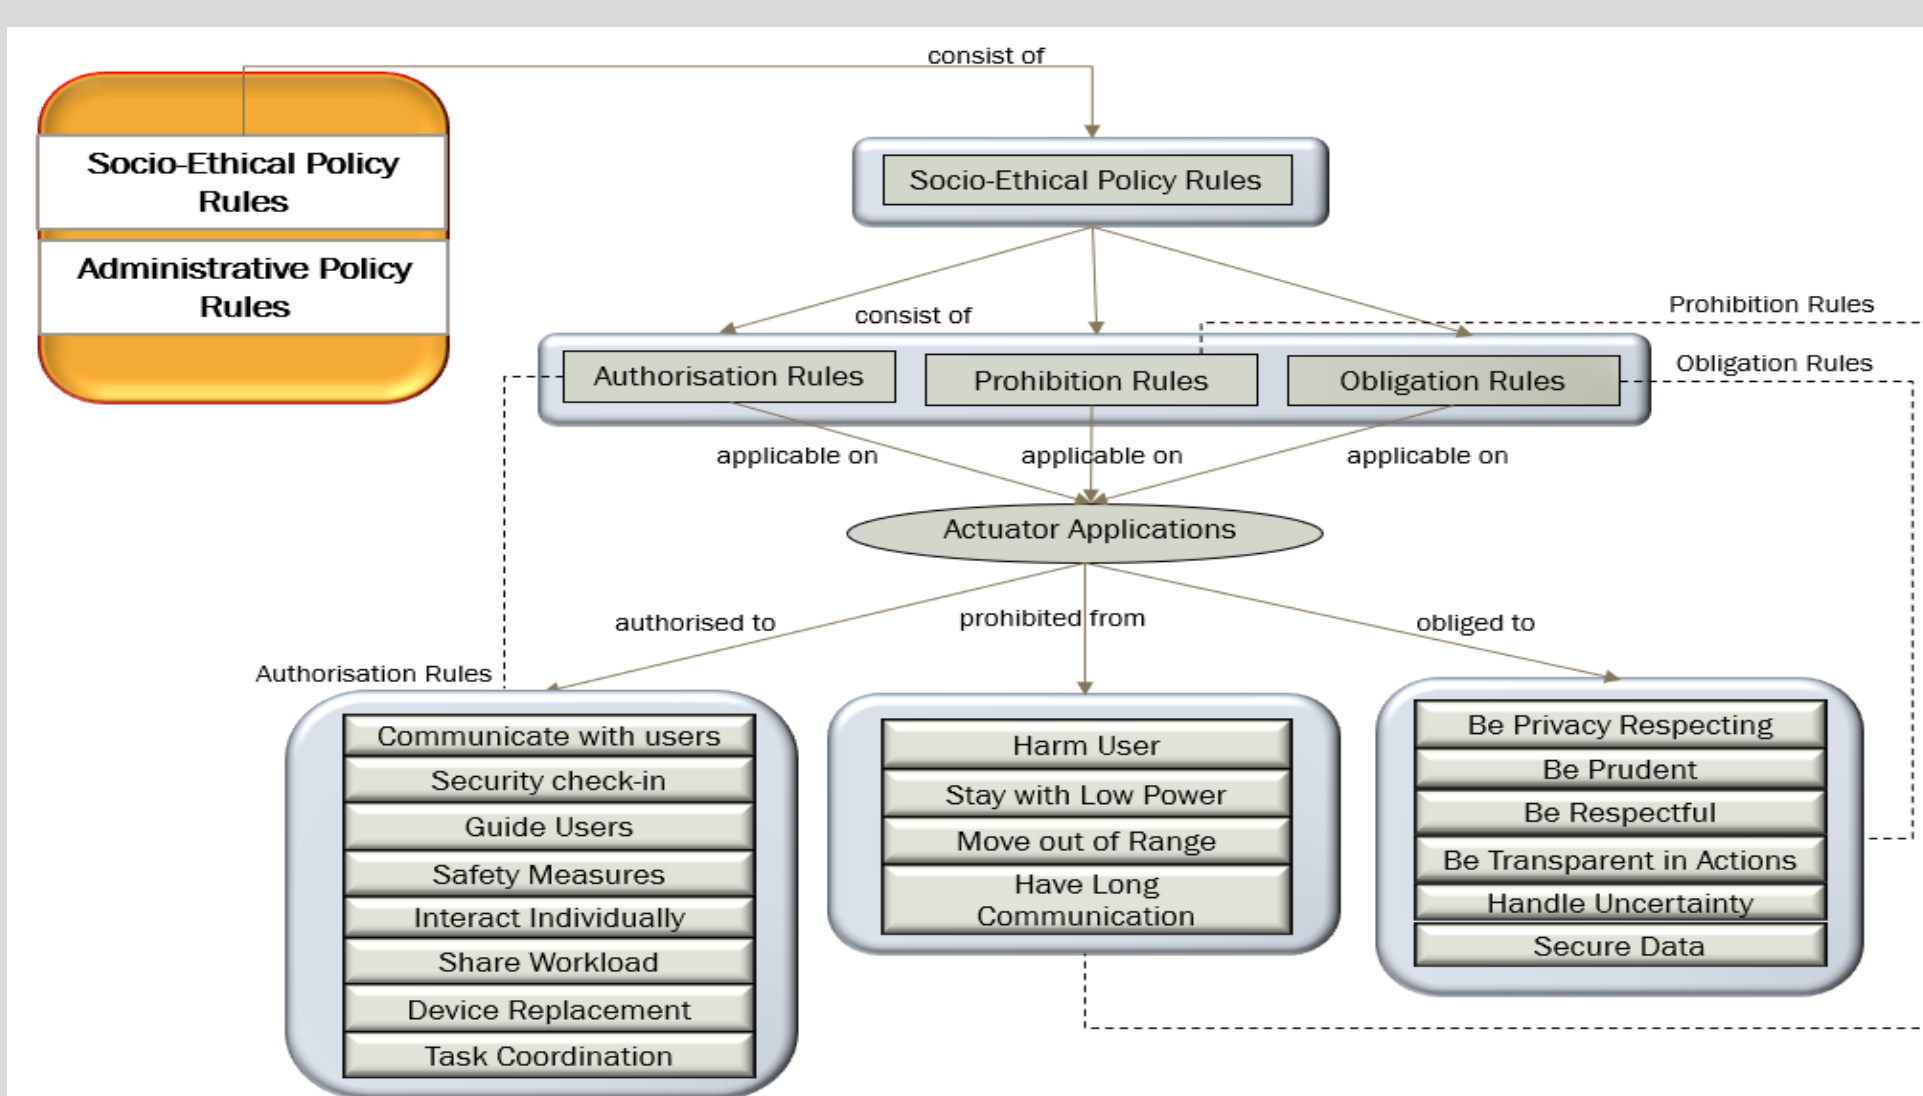 consist of
Socio-Ethical Policy
Rules
Administrative Policy
Rules
Socio-Ethical Policy Rules
consist of
Prohibition Rules
Obligation Rules
Authorisation Rules
Prohibition Rules
Obligation Rules
applicable on
applicable on
applicable on
Actuator Applications
authorised to
prohibited from
obliged to
Authorisation Rules
Communicate with users
Security check-in
Guide Users
Safety Measures
Interact Individually
Share Workload
Device Replacement
Task Coordination
Harm User
Stay with Low Power
Move out of Range
Have Long
Communication
Be Privacy Respecting
Be Prudent
Be Respectful
Be Transparent in Actions
Handle Uncertainty
Secure Data